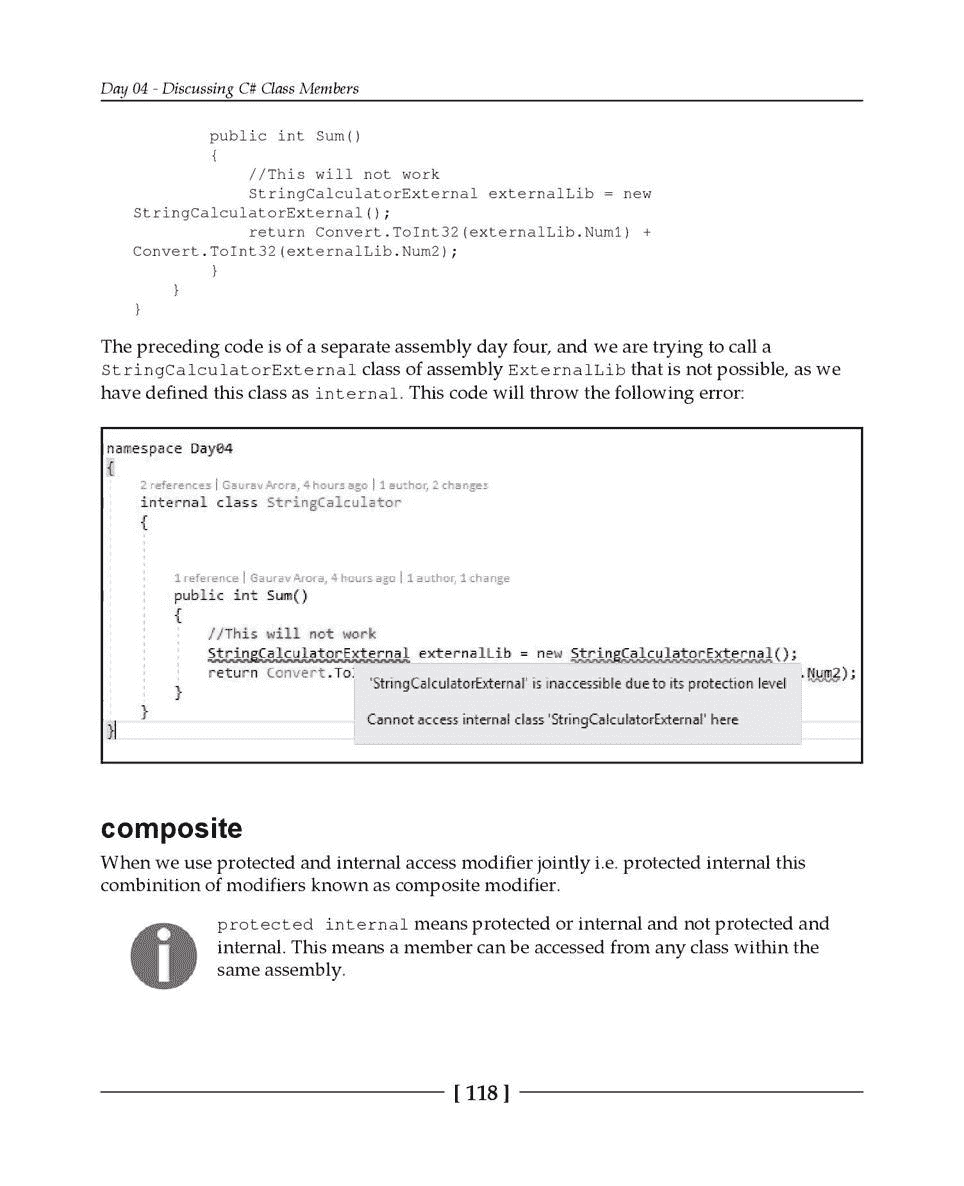 Day 04 - Discussing C# Class Members
public int Sum()
{
//This will not work
StringCalculatorExternal externalLib = new
StringCalculatorExternal();
return Convert.ToInt32(externalLib.Num1) +
Convert.ToInt32(externalLib.Num2);
}
}
}
The preceding code is of a separate assembly day four, and we are trying to call a
StringCalculatorExternal class of assembly ExternalLib that is not possible, as we
have defined this class as internal. This code will throw the following error:
namespace Day04
{
2 references | Gaurav Arora, 4 hours ago | 1 author, 2 changes
internal class StringCalculator
{
1 reference | Gaurav Arora, 4 hours ago | 1 author, 1 change
public int Sum()
{
//This will not work
StringCalculatorExternal externalLib = new StringCalculatorExternal();
return Convert.ToI .Num2);
'StringCalculatorExternal' is inaccessible due to its protection level
}
Cannot access internal class 'StringCalculatorExternal' here
}
}
composite
When we use protected and internal access modifier jointly i.e. protected internal this
combinition of modifiers known as composite modifier.
protected internal means protected or internal and not protected and
internal. This means a member can be accessed from any class within the
same assembly.
[ 118 ]